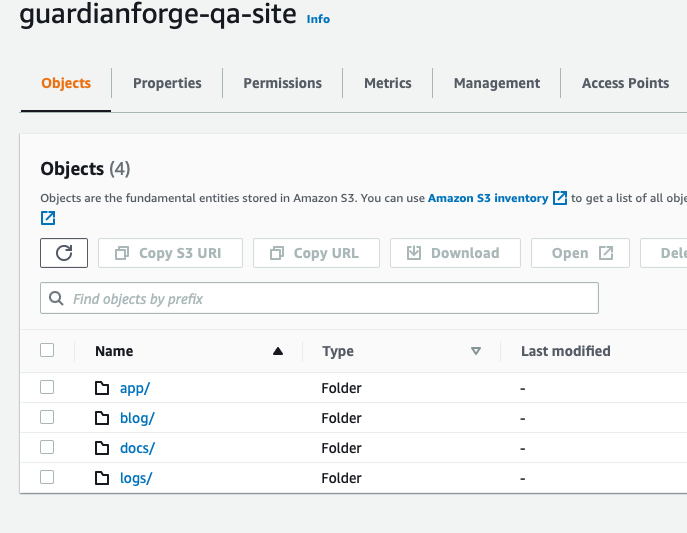 guardianforge-qa-site Info
Objects Properties Permissions Metrics Management Access Points
Objects (4)
Objects are the fundamental entities stored in Amazon S3. You can use Amazon S3 inventory to get a list of all obje
Copy S3 URI Copy URL Download Open Dele
Find objects by prefix
Name Type Last modified
app/ Folder -
blog/ Folder -
docs/ Folder -
logs/ Folder -